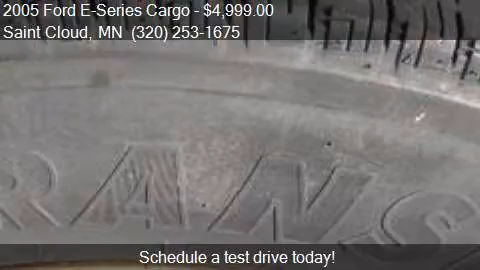 2005 Ford E-Series Cargo - $4,999.00
Saint Cloud, MN (320) 253-1675
RANS
Schedule a test drive today!